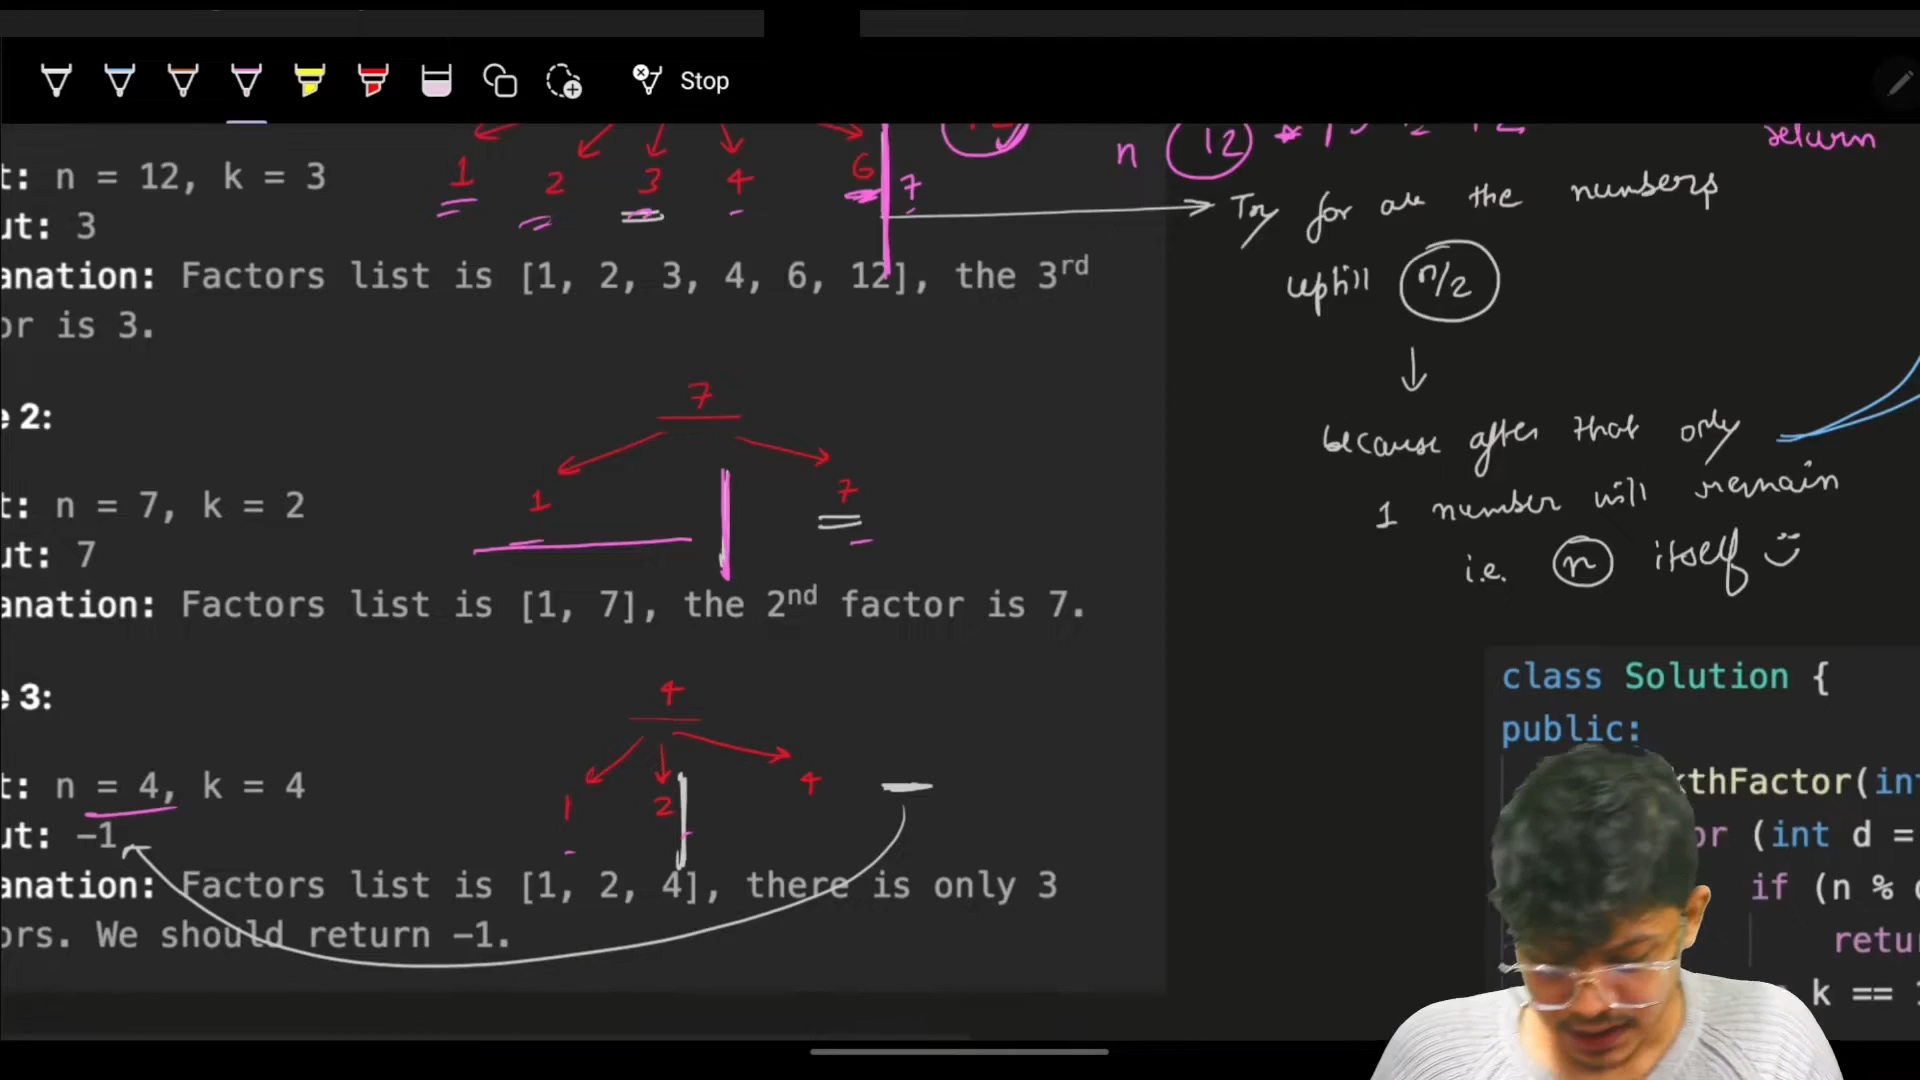 Stop
t: n = 12, k = 3
ut: 3
anation: Factors list is [1, 2, 3, 4, 6, 12], the 3rd
or is 3.
1 2 3 4 6 7
n 12 *
return
Try for all the numbers
uptill n/2
because after that only
1 number will remain
i.e. n itself
e 2:
7
1 7
t: n = 7, k = 2
ut: 7
anation: Factors list is [1, 7], the 2nd factor is 7.
e 3:
4
1 2 4
t: n = 4, k = 4
ut: -1
anation: Factors list is [1, 2, 4], there is only 3
ors. We should return -1.
class Solution {
public:
kthFactor(int
or (int d =
if (n %
retu
k ==